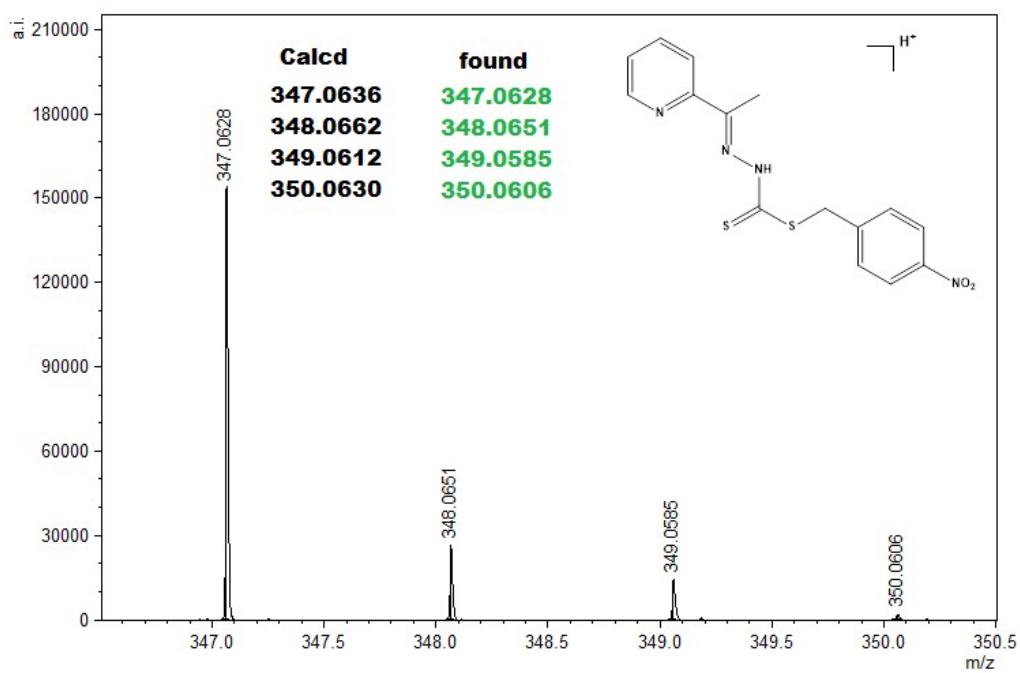 a.i.
210000
180000
150000
120000
90000
60000
30000
0
Calcd found
347.0636 347.0628
348.0662 348.0651
349.0612 349.0585
350.0630 350.0606
H+
N
N
NH
S
S
NO2
347.0628
348.0651
349.0585
350.0606
347.0 347.5 348.0 348.5 349.0 349.5 350.0 350.5
m/z